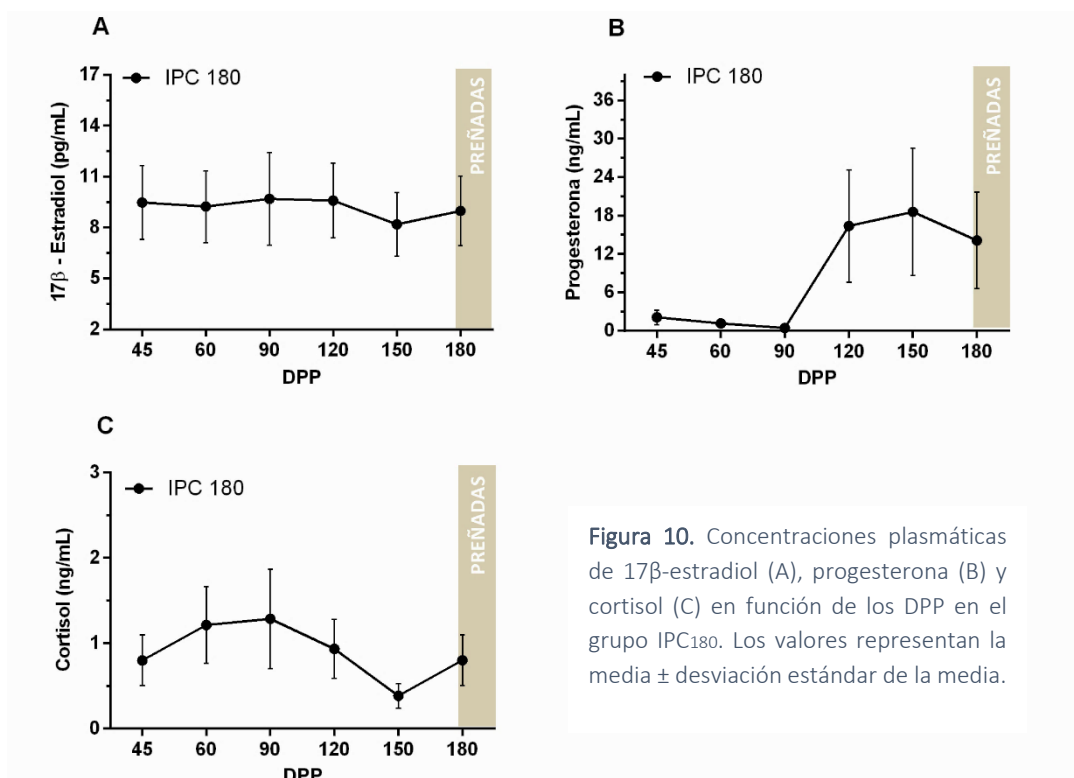 A
IPC 180
17
14
11
8
5
2
17β - Estradiol (pg/mL)
PREÑADAS
45 60 90 120 150 180
DPP
B
IPC 180
36
30
24
18
12
6
0
Progesterona (ng/mL)
PREÑADAS
45 60 90 120 150 180
DPP
C
IPC 180
3
2
1
0
Cortisol (ng/mL)
PREÑADAS
45 60 90 120 150 180
DPP
Figura 10. Concentraciones plasmáticas
de 17β-estradiol (A), progesterona (B) y
cortisol (C) en función de los DPP en el
grupo IPC180. Los valores representan la
media ± desviación estándar de la media.